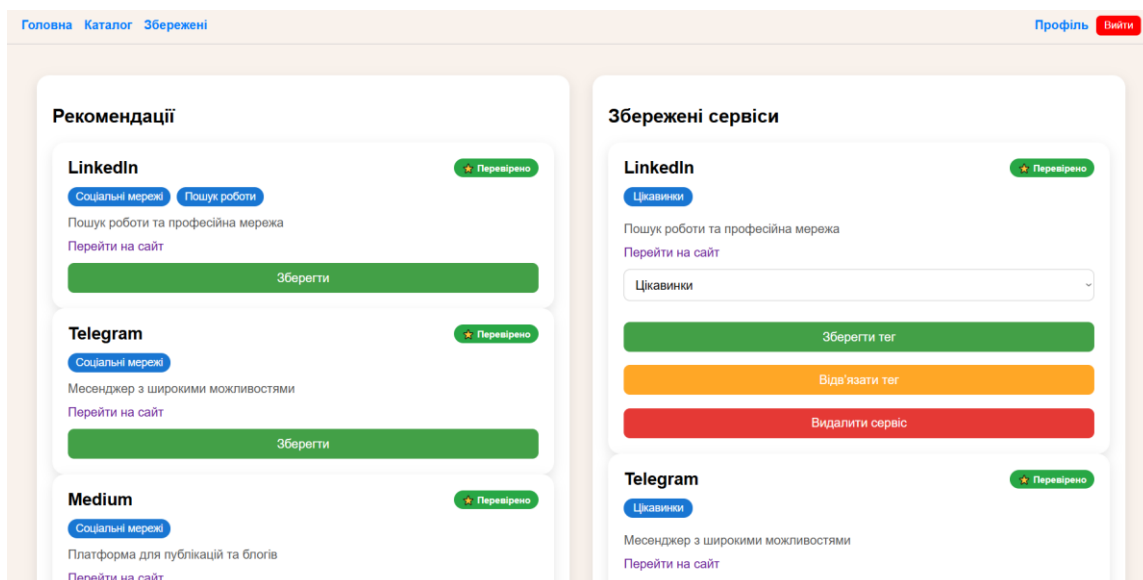 Головна Каталог Збережені
Профіль Вийти
Рекомендації
LinkedIn
Перевірено
Соціальні мережі Пошук роботи
Пошук роботи та професійна мережа
Перейти на сайт
Зберегти
Telegram
Перевірено
Соціальні мережі
Месенджер з широкими можливостями
Перейти на сайт
Зберегти
Medium
Перевірено
Соціальні мережі
Платформа для публікацій та блогів
Перейти на сайт
Збережені сервіси
LinkedIn
Перевірено
Цікавинки
Пошук роботи та професійна мережа
Перейти на сайт
Цікавинки
Зберегти тег
Відв'язати тег
Видалити сервіс
Telegram
Перевірено
Цікавинки
Месенджер з широкими можливостями
Перейти на сайт